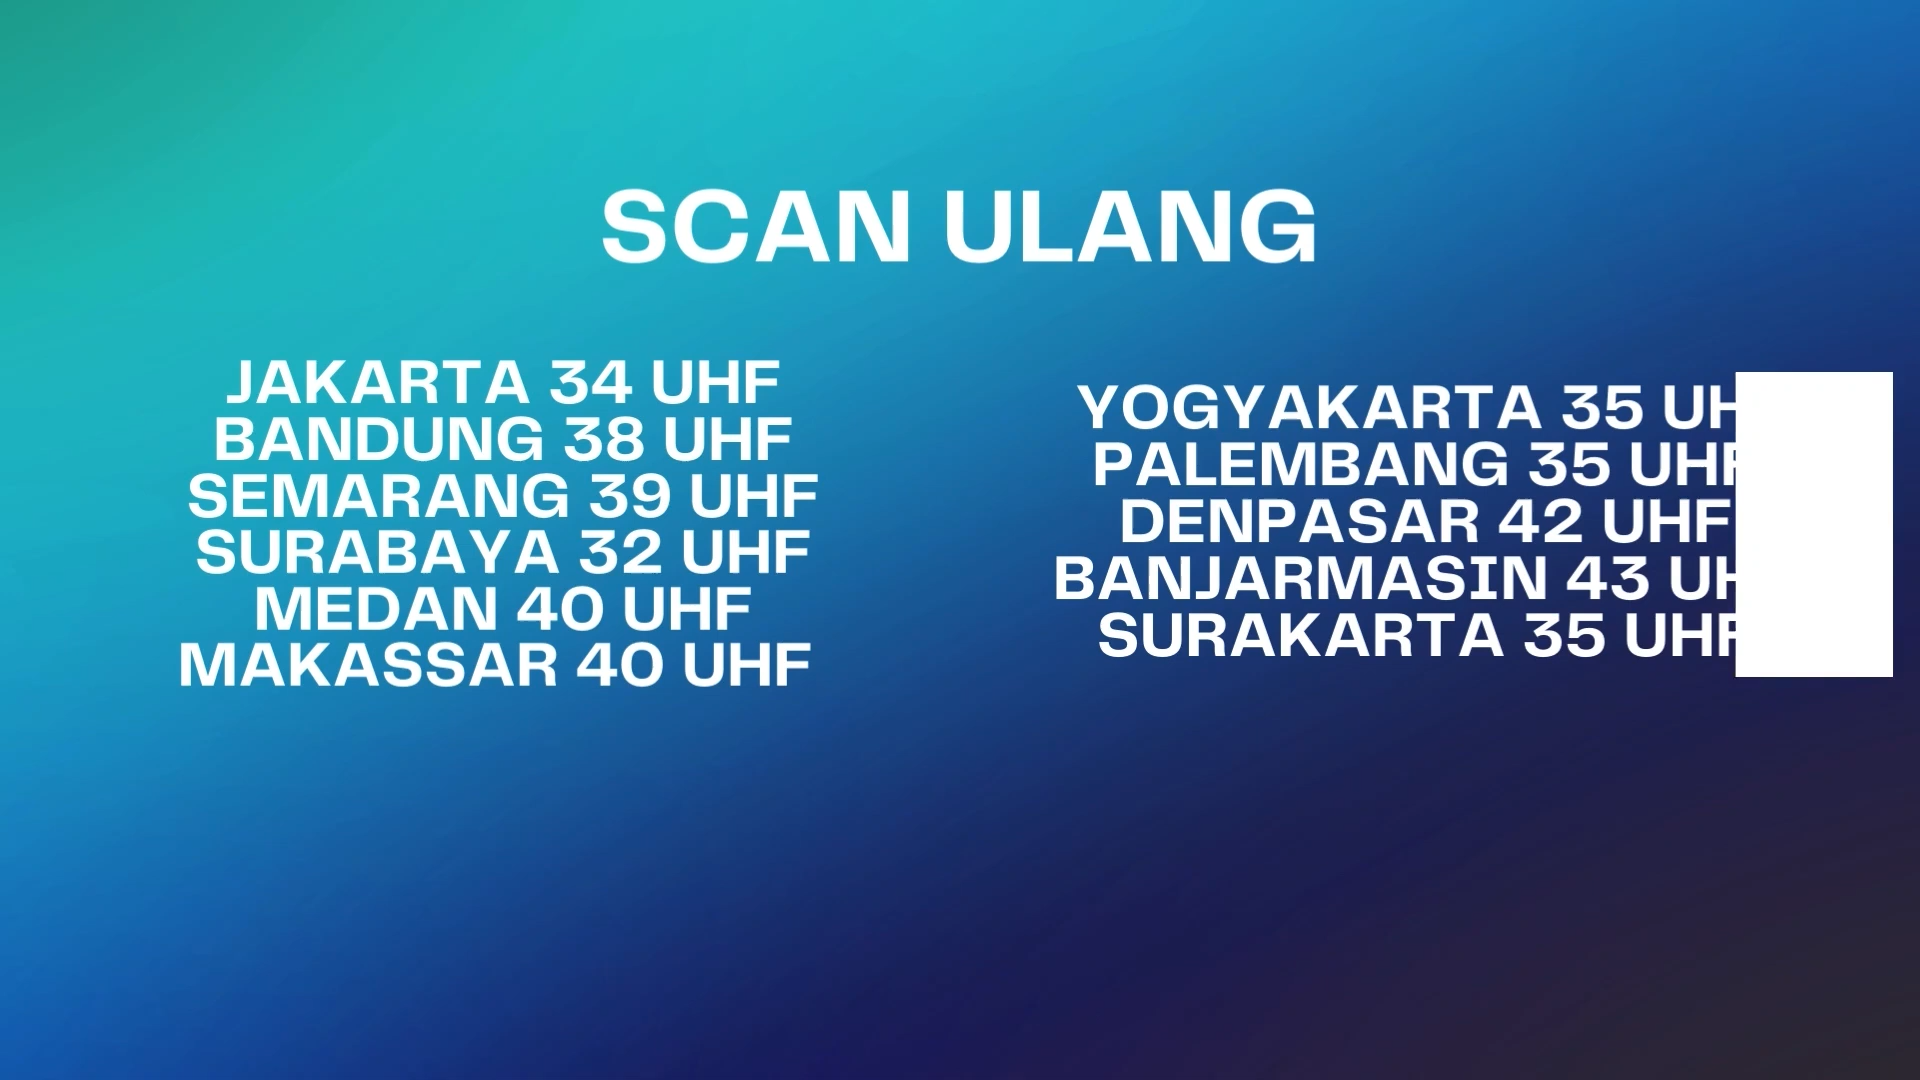 SCAN ULANG
JAKARTA 34 UHF
BANDUNG 38 UHF
SEMARANG 39 UHF
SURABAYA 32 UHF
MEDAN 40 UHF
MAKASSAR 40 UHF
YOGYAKARTA 35
PALEMBANG 35 UHF
DENPASAR 42 UHF
BANJARMASIN 43
SURAKARTA 35 UHF